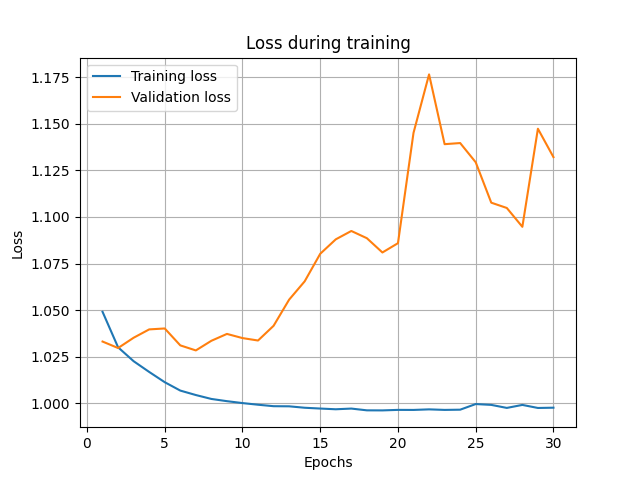 Loss during training
Training loss
Validation loss
1.175
1.150
1.125
1.100
1.075
1.050
1.025
1.000
Loss
0 5 10 15 20 25 30
Epochs